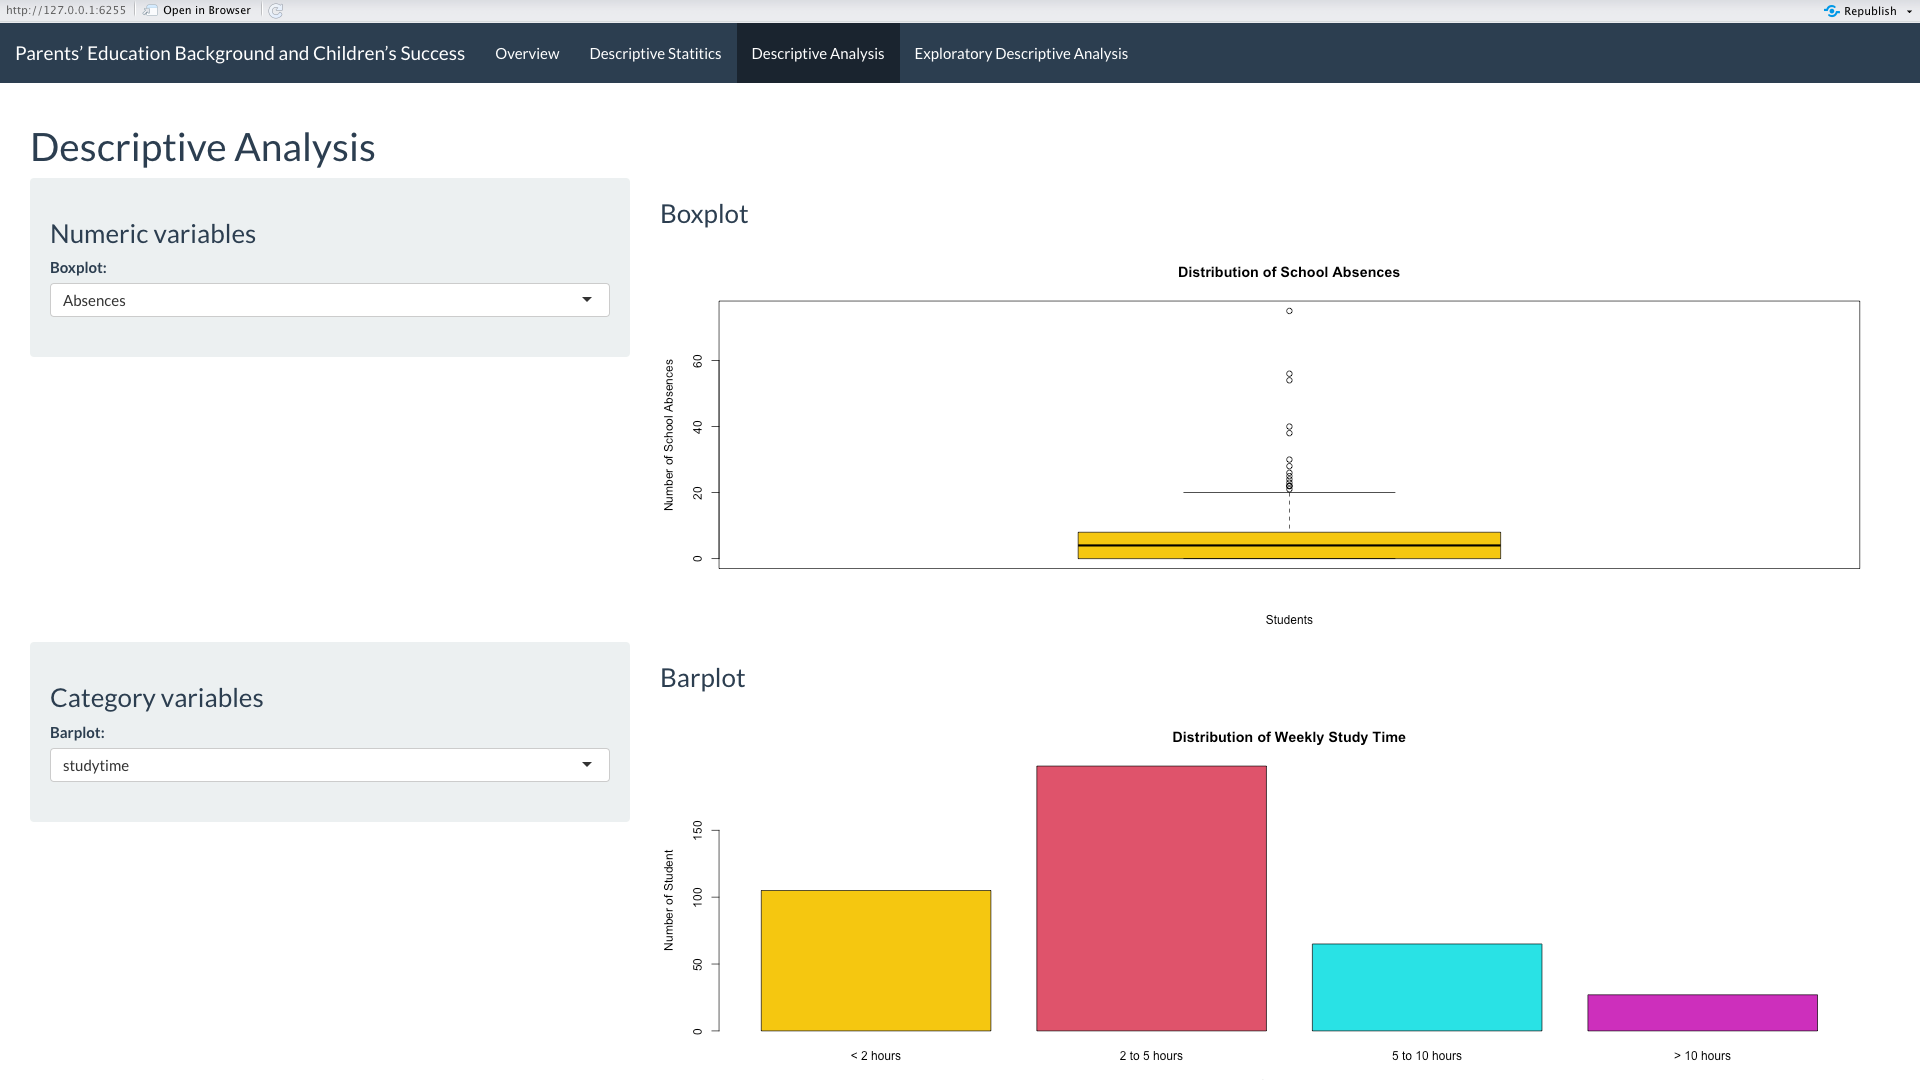 http://127.0.0.1:6255 Open in Browser Republish
Parents’ Education Background and Children’s Success Overview Descriptive Statitics Descriptive Analysis Exploratory Descriptive Analysis
Descriptive Analysis
Numeric variables
Boxplot:
Absences
Boxplot
Distribution of School Absences
Number of School Absences
60
40
20
0
Students
Category variables
Barplot:
studytime
Barplot
Distribution of Weekly Study Time
Number of Student
150
100
50
0
< 2 hours 2 to 5 hours 5 to 10 hours > 10 hours